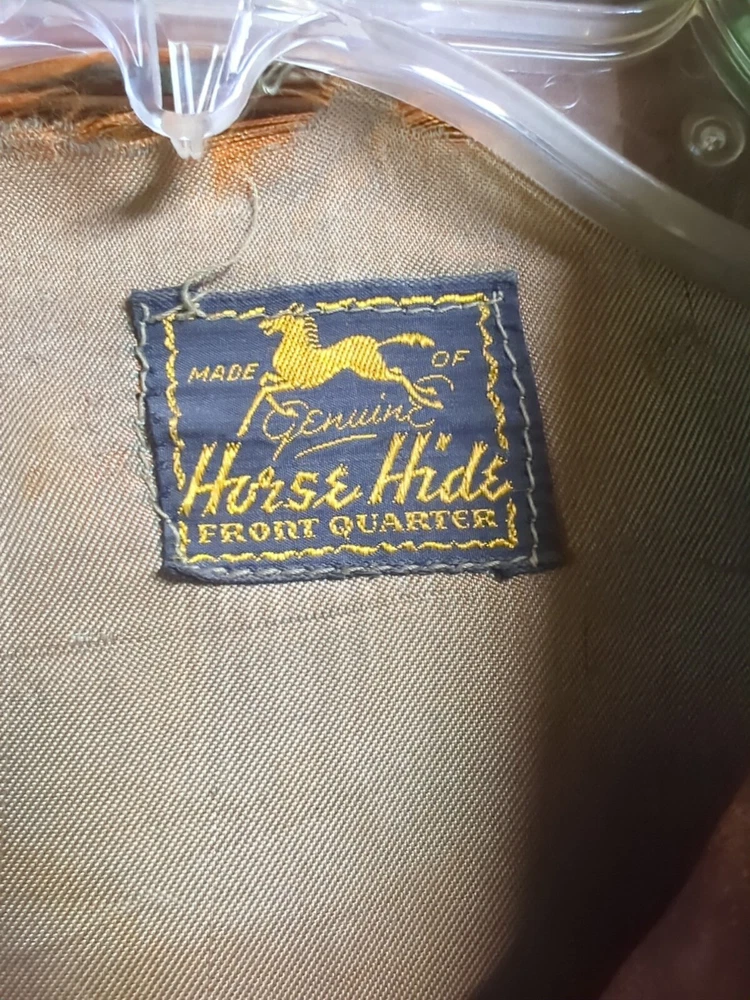 MADE OF
Genuine
Horse Hide
FRONT QUARTER